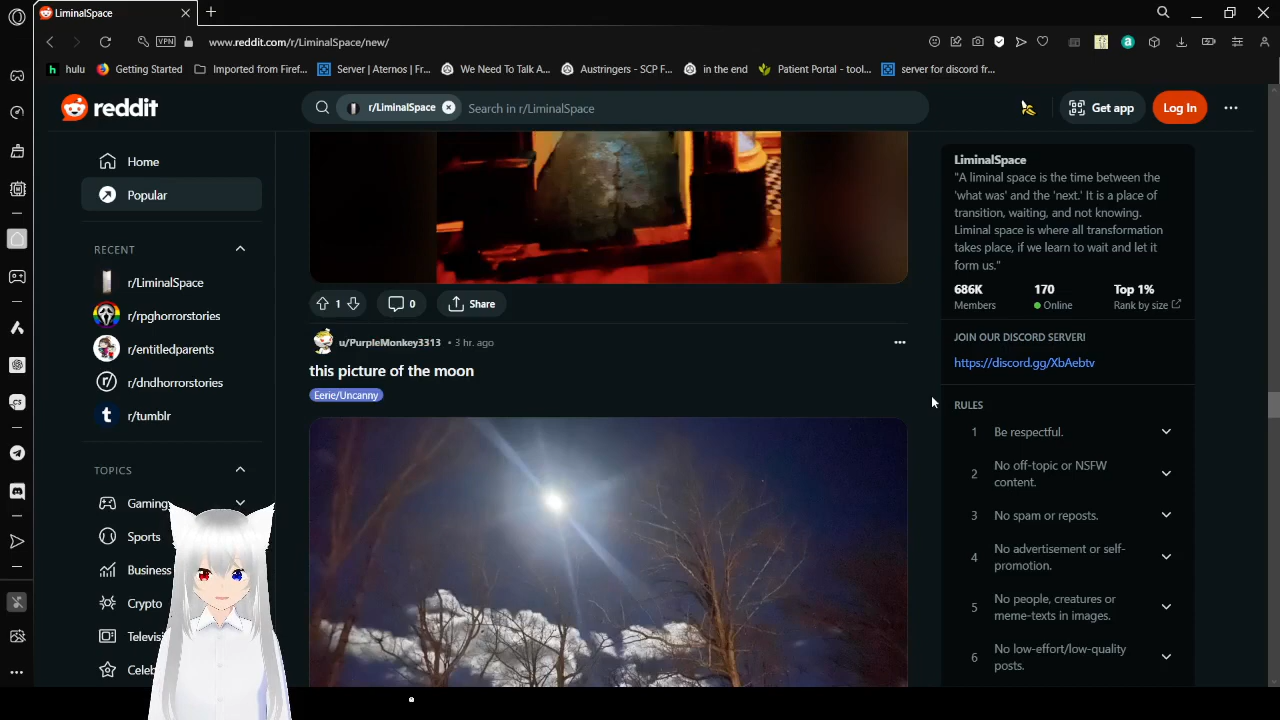 LiminalSpace
VPN
www.reddit.com/r/LiminalSpace/new/
hulu
Getting Started
Imported from Firef...
Server | Aternos | Fr...
We Need To Talk A...
Austringers - SCP F...
in the end
Patient Portal - tool...
server for discord fr...
reddit
r/LiminalSpace
Search in r/LiminalSpace
Get app
Log In
Home
Popular
RECENT
r/LiminalSpace
r/rpghorrorstories
r/entitledparents
r/dndhorrorstories
r/tumblr
TOPICS
Gaming
Sports
Business
Crypto
Televisi
Celeb
1
0
Share
u/PurpleMonkey3313 • 3 hr. ago
this picture of the moon
Eerie/Uncanny
LiminalSpace
"A liminal space is the time between the
'what was' and the 'next.' It is a place of
transition, waiting, and not knowing.
Liminal space is where all transformation
takes place, if we learn to wait and let it
form us."
686K 170 Top 1%
Members Online Rank by size
JOIN OUR DISCORD SERVER!
https://discord.gg/XbAebtv
RULES
1 Be respectful.
2 No off-topic or NSFW
content.
3 No spam or reposts.
4 No advertisement or self-
promotion.
5 No people, creatures or
meme-texts in images.
6 No low-effort/low-quality
posts.